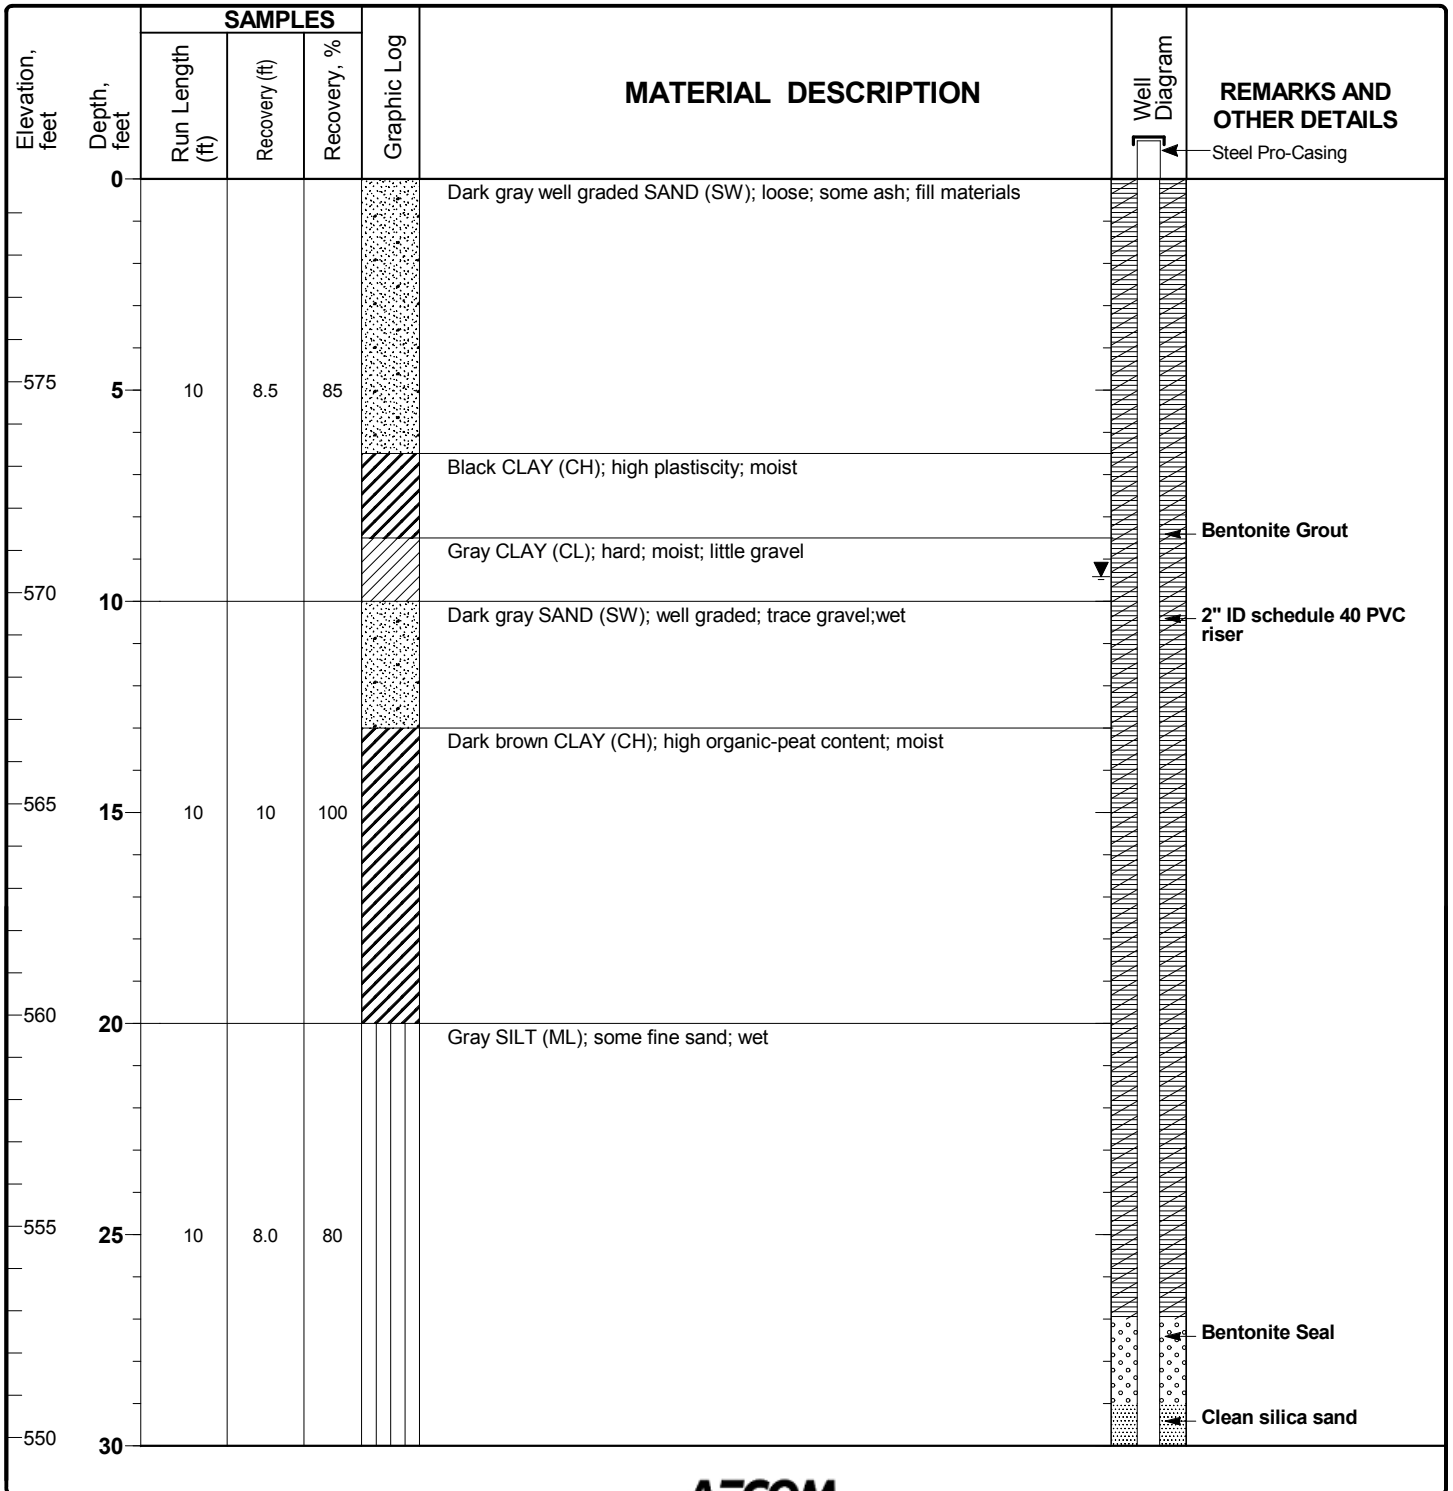 Elevation,
feet
Depth,
feet
SAMPLES
Run Length
(ft)
Recovery (ft)
Recovery, %
Graphic Log
MATERIAL DESCRIPTION
Well
Diagram
REMARKS AND
OTHER DETAILS
Steel Pro-Casing
0
Dark gray well graded SAND (SW); loose; some ash; fill materials
575
5
10
8.5
85
Black CLAY (CH); high plastiscity; moist
Bentonite Grout
Gray CLAY (CL); hard; moist; little gravel
570
10
Dark gray SAND (SW); well graded; trace gravel;wet
2" ID schedule 40 PVC
riser
Dark brown CLAY (CH); high organic-peat content; moist
565
15
10
10
100
560
20
Gray SILT (ML); some fine sand; wet
555
25
10
8.0
80
Bentonite Seal
Clean silica sand
550
30
AECOM